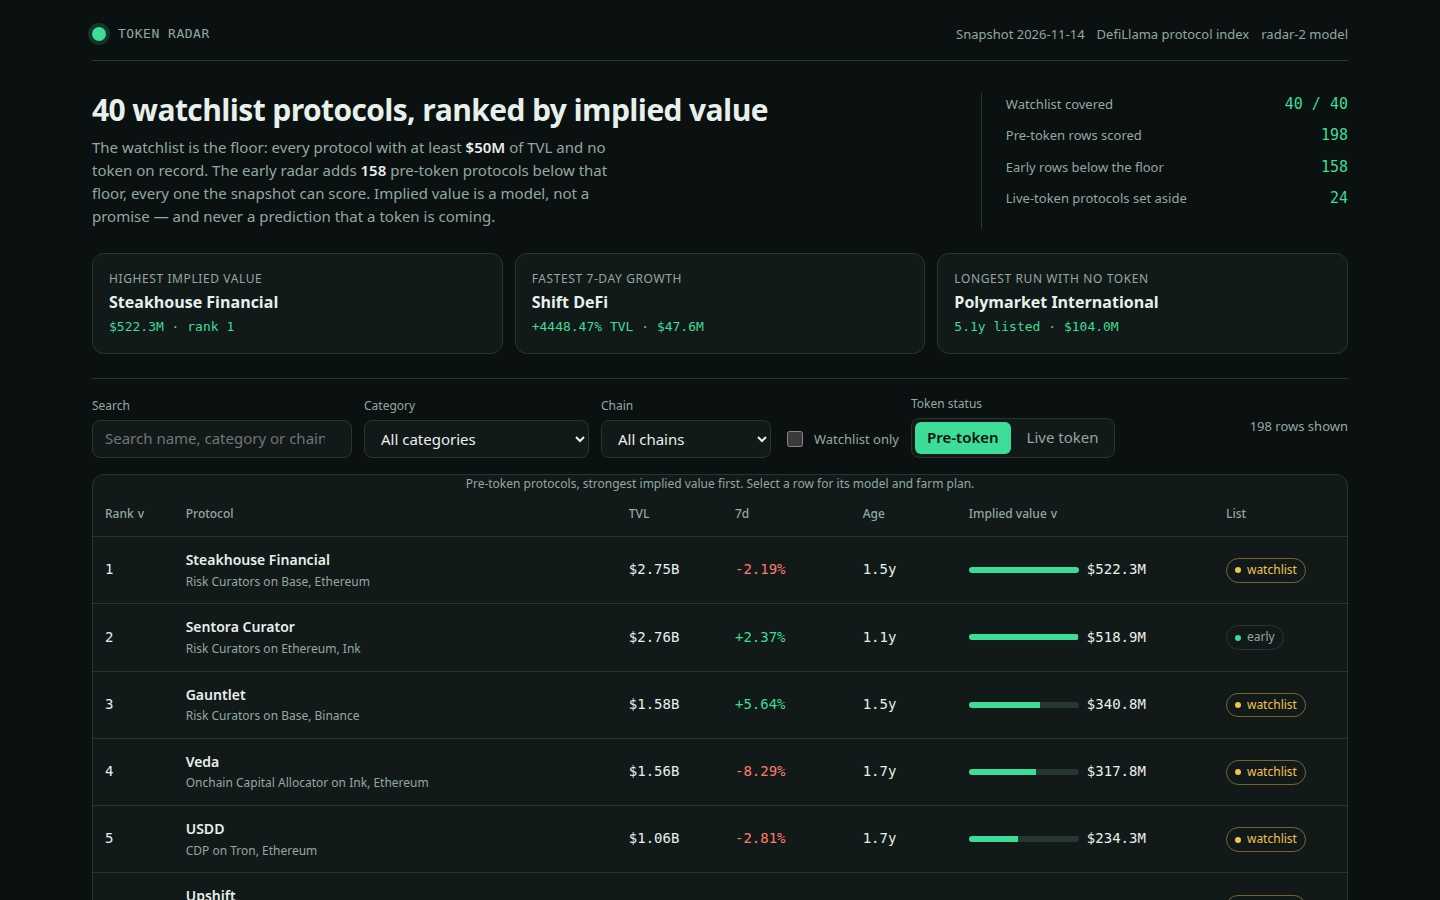 TOKEN RADAR
Snapshot 2026-11-14 DefiLlama protocol index radar-2 model
40 watchlist protocols, ranked by implied value
The watchlist is the floor: every protocol with at least $50M of TVL and no
token on record. The early radar adds 158 pre-token protocols below that
floor, every one the snapshot can score. Implied value is a model, not a
promise — and never a prediction that a token is coming.
Watchlist covered 40 / 40
Pre-token rows scored 198
Early rows below the floor 158
Live-token protocols set aside 24
HIGHEST IMPLIED VALUE
Steakhouse Financial
$522.3M · rank 1
FASTEST 7-DAY GROWTH
Shift DeFi
+4448.47% TVL · $47.6M
LONGEST RUN WITH NO TOKEN
Polymarket International
5.1y listed · $104.0M
Search
Search name, category or chain
Category
All categories
Chain
All chains
Watchlist only
Token status
Pre-token Live token
198 rows shown
Pre-token protocols, strongest implied value first. Select a row for its model and farm plan.
Rank v Protocol TVL 7d Age Implied value v List
1 Steakhouse Financial $2.75B -2.19% 1.5y $522.3M watchlist
Risk Curators on Base, Ethereum
2 Sentora Curator $2.76B +2.37% 1.1y $518.9M early
Risk Curators on Ethereum, Ink
3 Gauntlet $1.58B +5.64% 1.5y $340.8M watchlist
Risk Curators on Base, Binance
4 Veda $1.56B -8.29% 1.7y $317.8M watchlist
Onchain Capital Allocator on Ink, Ethereum
5 USDD $1.06B -2.81% 1.7y $234.3M watchlist
CDP on Tron, Ethereum
Upshift